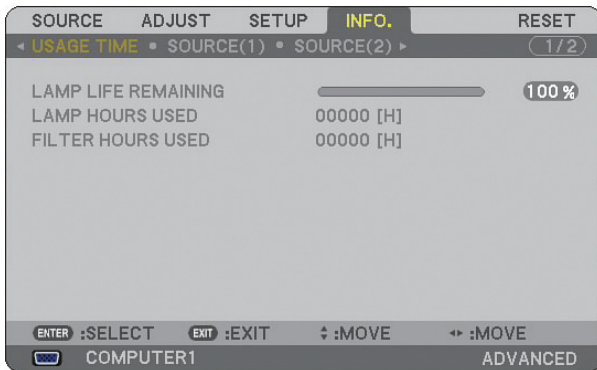 SOURCE ADJUST SETUP INFO. RESET
◂ USAGE TIME • SOURCE(1) • SOURCE(2) ▸ 1/2
LAMP LIFE REMAINING 100 %
LAMP HOURS USED 00000 [H]
FILTER HOURS USED 00000 [H]
ENTER :SELECT EXIT :EXIT :MOVE :MOVE
COMPUTER1 ADVANCED